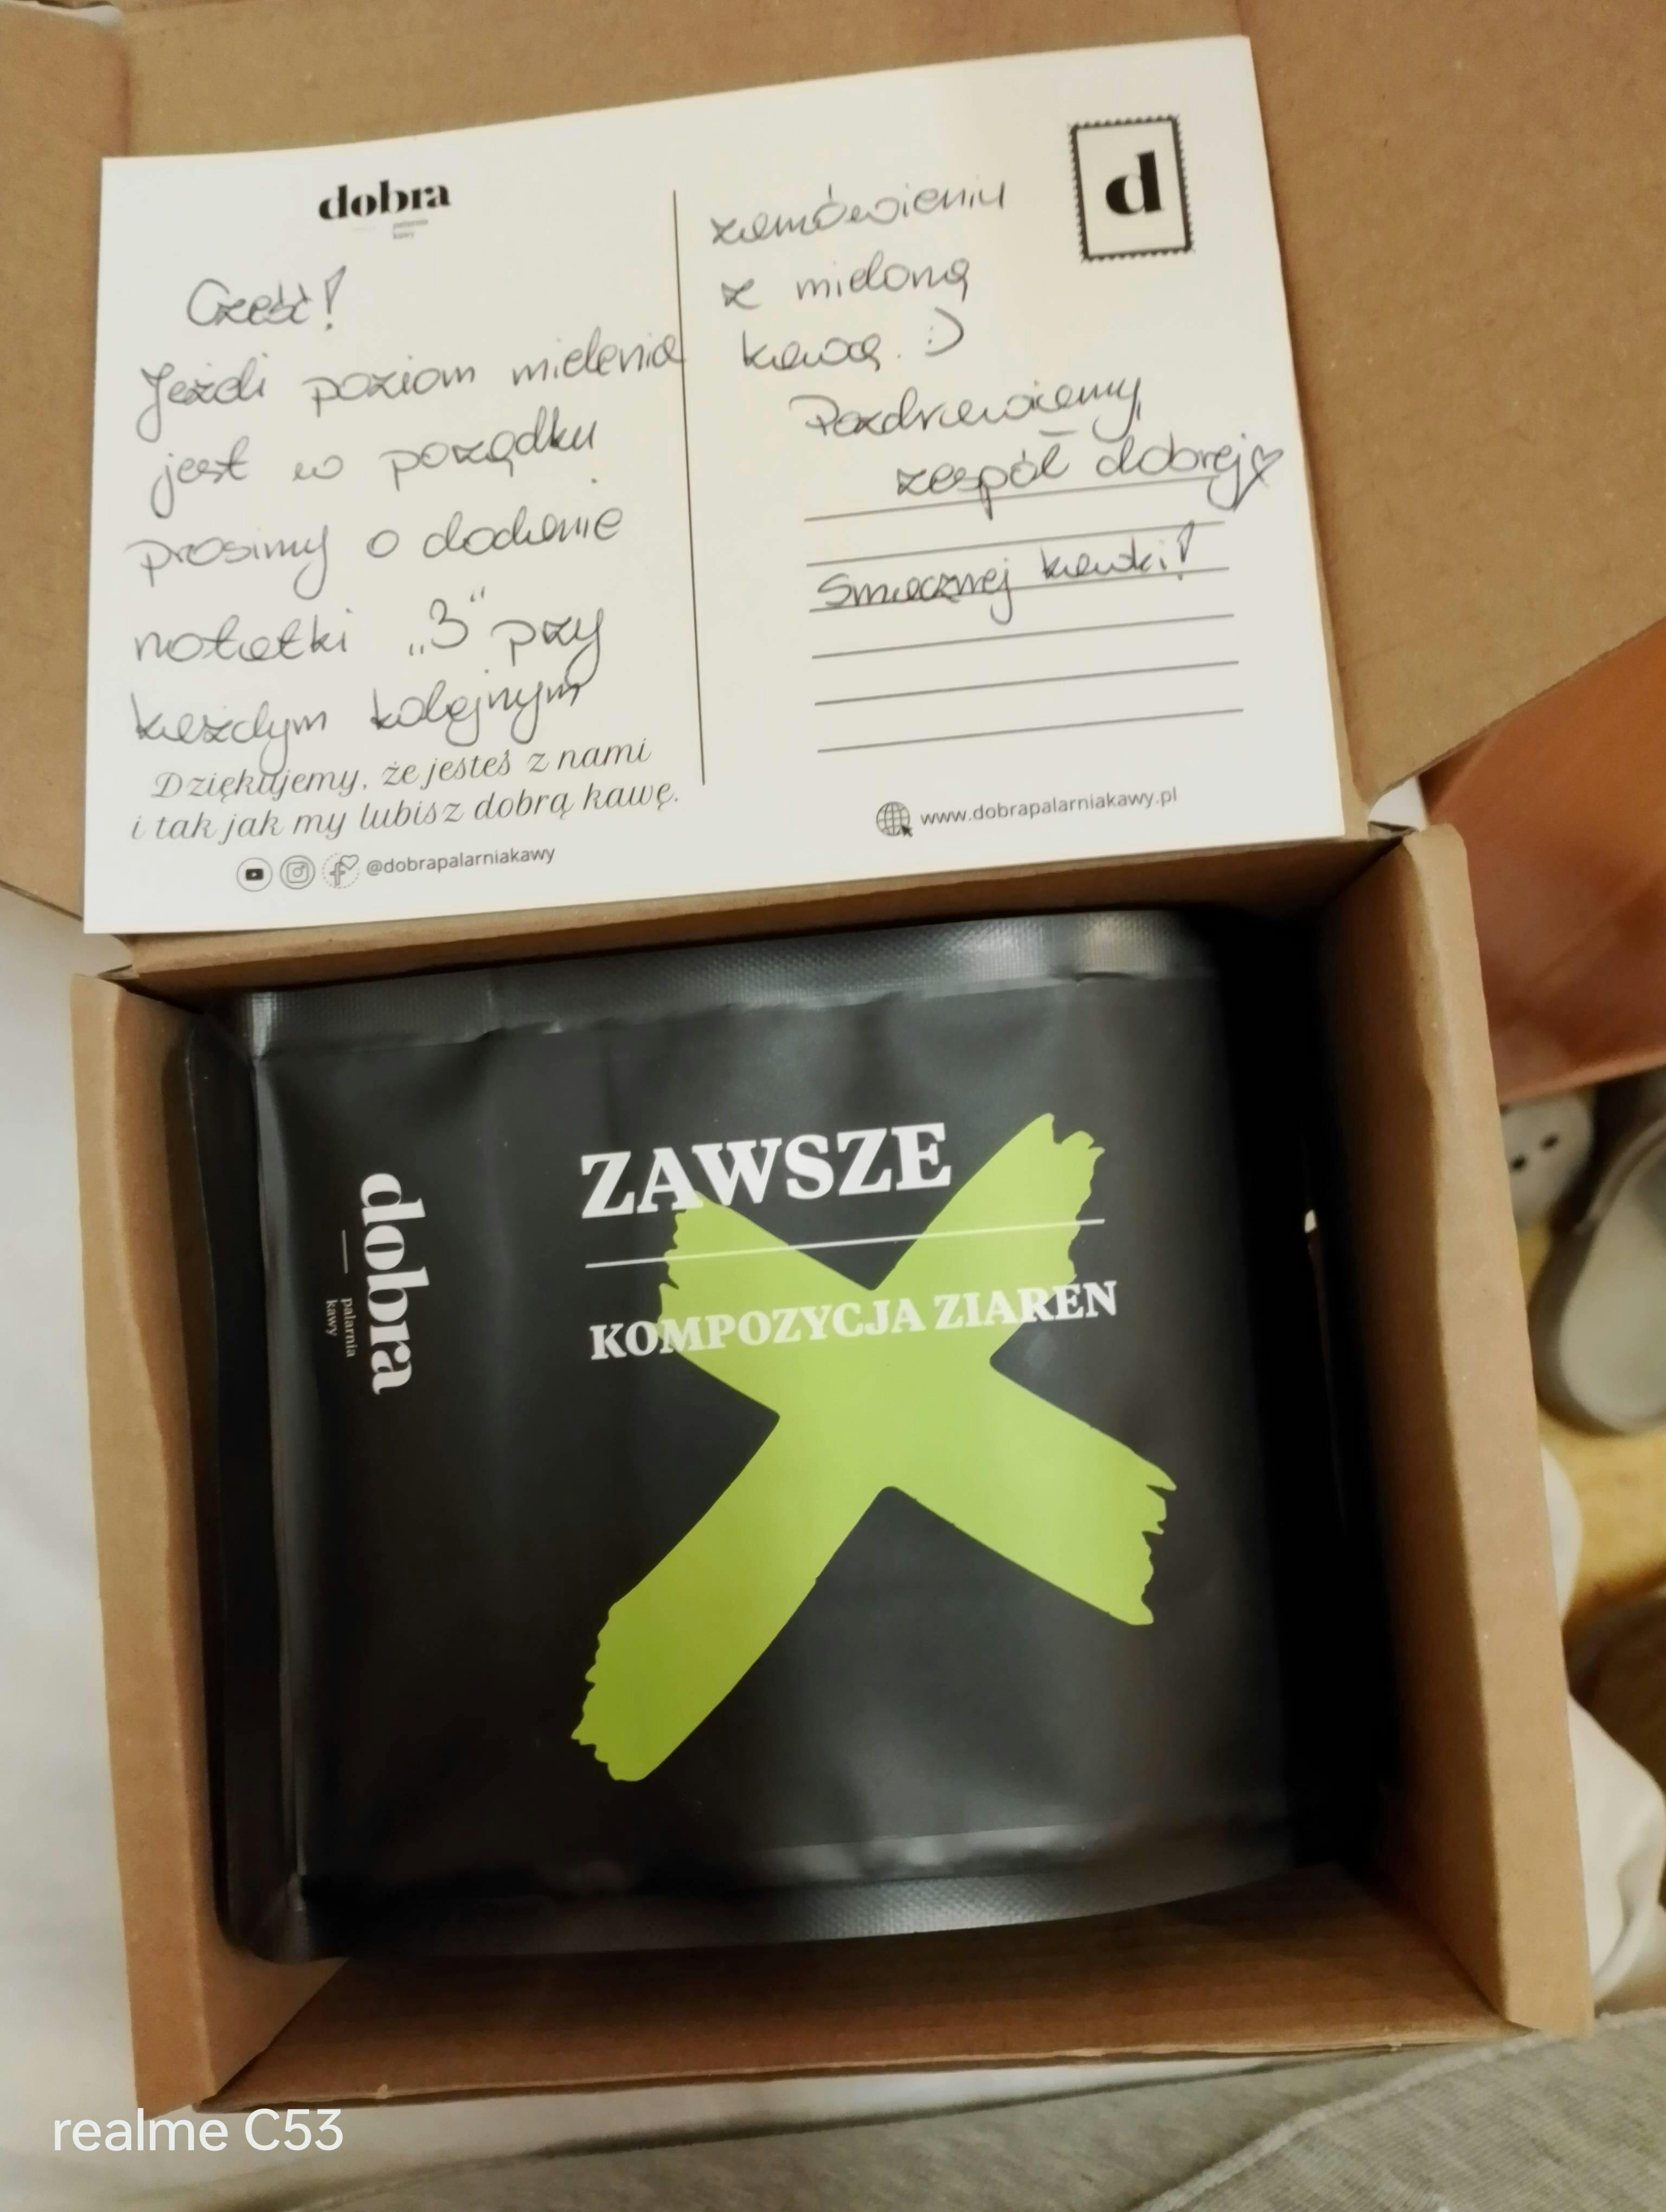 dobra
palarnia
kawy
Cześć!
Jeżeli poziom mielenia
jest w porządku
prosimy o dodanie
notatki „3" przy
każdym kolejnym
Dziękujemy, że jesteś z nami
i tak jak my lubisz dobrą kawę.
@dobrapalarniakawy
d
zamówieniu
z mieloną
kawą. :)
Pozdrawiamy,
zespół dobrej♡
Smacznej kawki!
www.dobrapalarniakawy.pl
dobra
palarnia
kawy
ZAWSZE
KOMPOZYCJA ZIAREN
realme C53